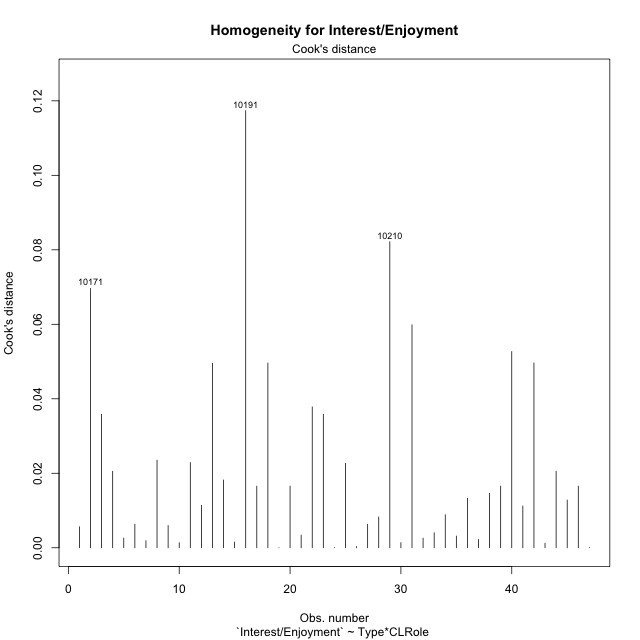 Homogeneity for Interest/Enjoyment
Cook's distance
Cook's distance
0.12
0.10
0.08
0.06
0.04
0.02
0.00
10191
10210
10171
0 10 20 30 40
Obs. number
`Interest/Enjoyment` ~ Type*CLRole